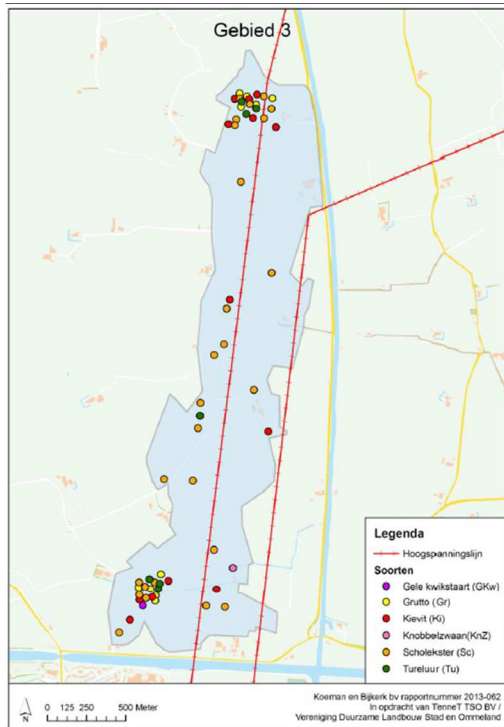 Gebied 3
Legenda
Hoogspanningslijn
Soorten
Gele kwikstaart (GKw)
Grutto (Gr)
Kievit (Ki)
Knobbelzwaan(KnZ)
Scholekster (Sc)
Tureluur (Tu)
N
0 125 250 500 Meter
Koeman en Bijkerk bv rapportnummer 2013-062
In opdracht van TenneT TSO BV /
Vereniging Duurzame Landbouw Stad en Ommeland